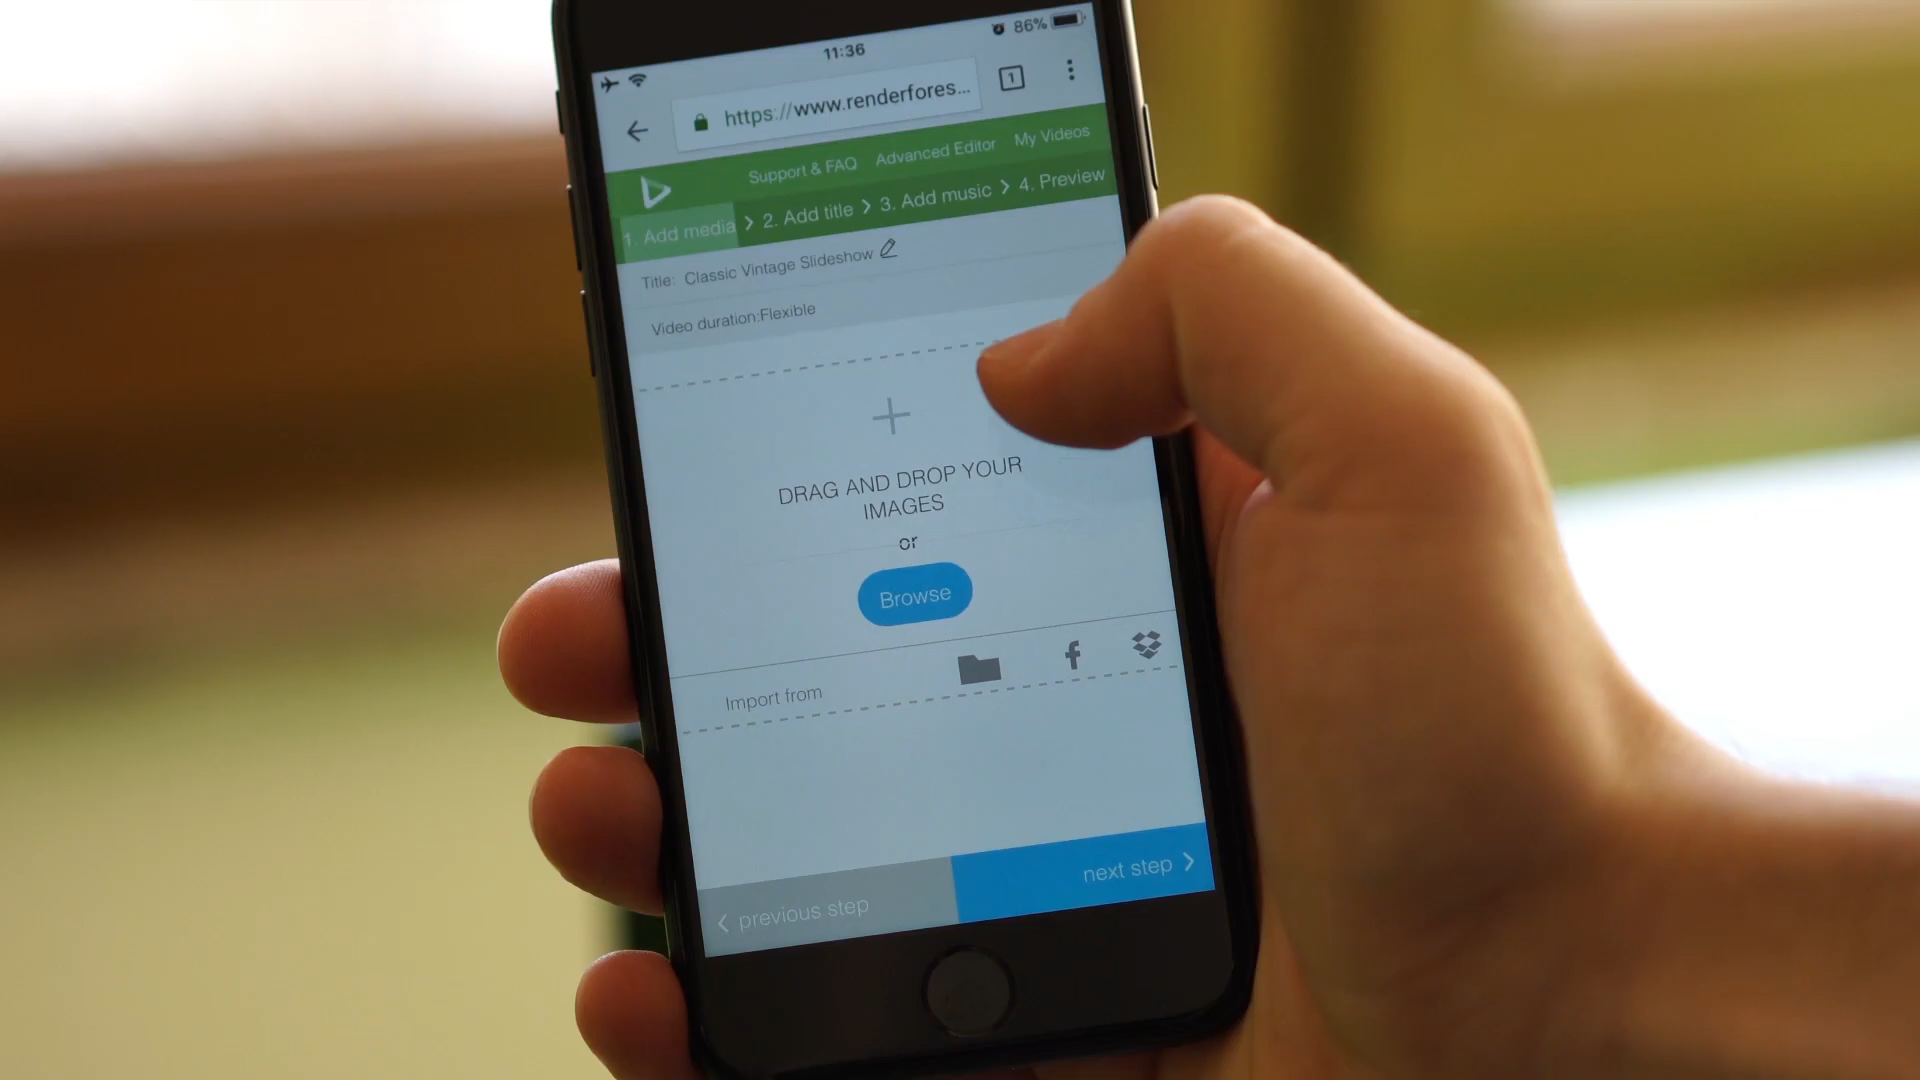 11:36
86%
https://www.renderfores...
1
Support & FAQ Advanced Editor My Videos
1. Add media 2. Add title 3. Add music 4. Preview
Title: Classic Vintage Slideshow
Video duration:Flexible
DRAG AND DROP YOUR
IMAGES
or
Browse
Import from
previous step
next step